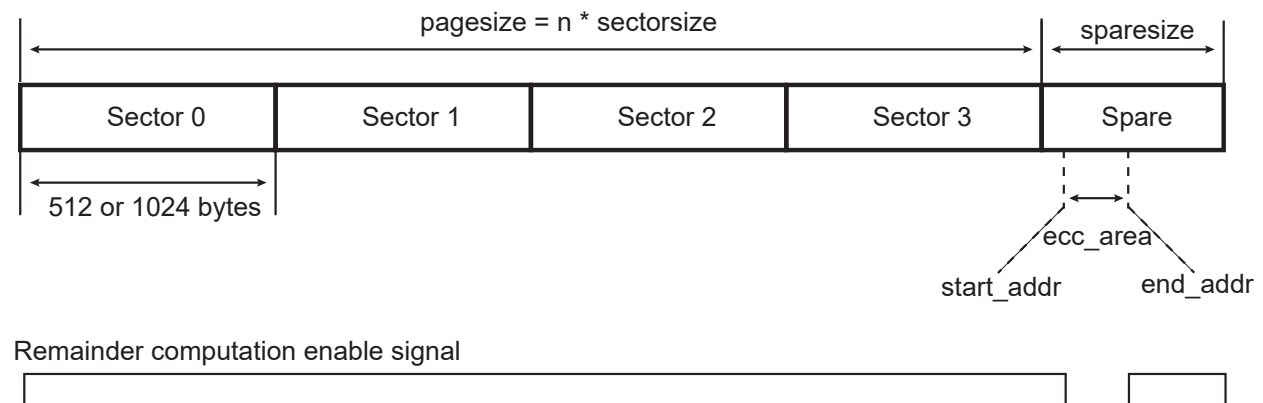 pagesize = n * sectorsize
sparesize
Sector 0
Sector 1
Sector 2
Sector 3
Spare
512 or 1024 bytes
ecc_area
start_addr
end_addr
Remainder computation enable signal